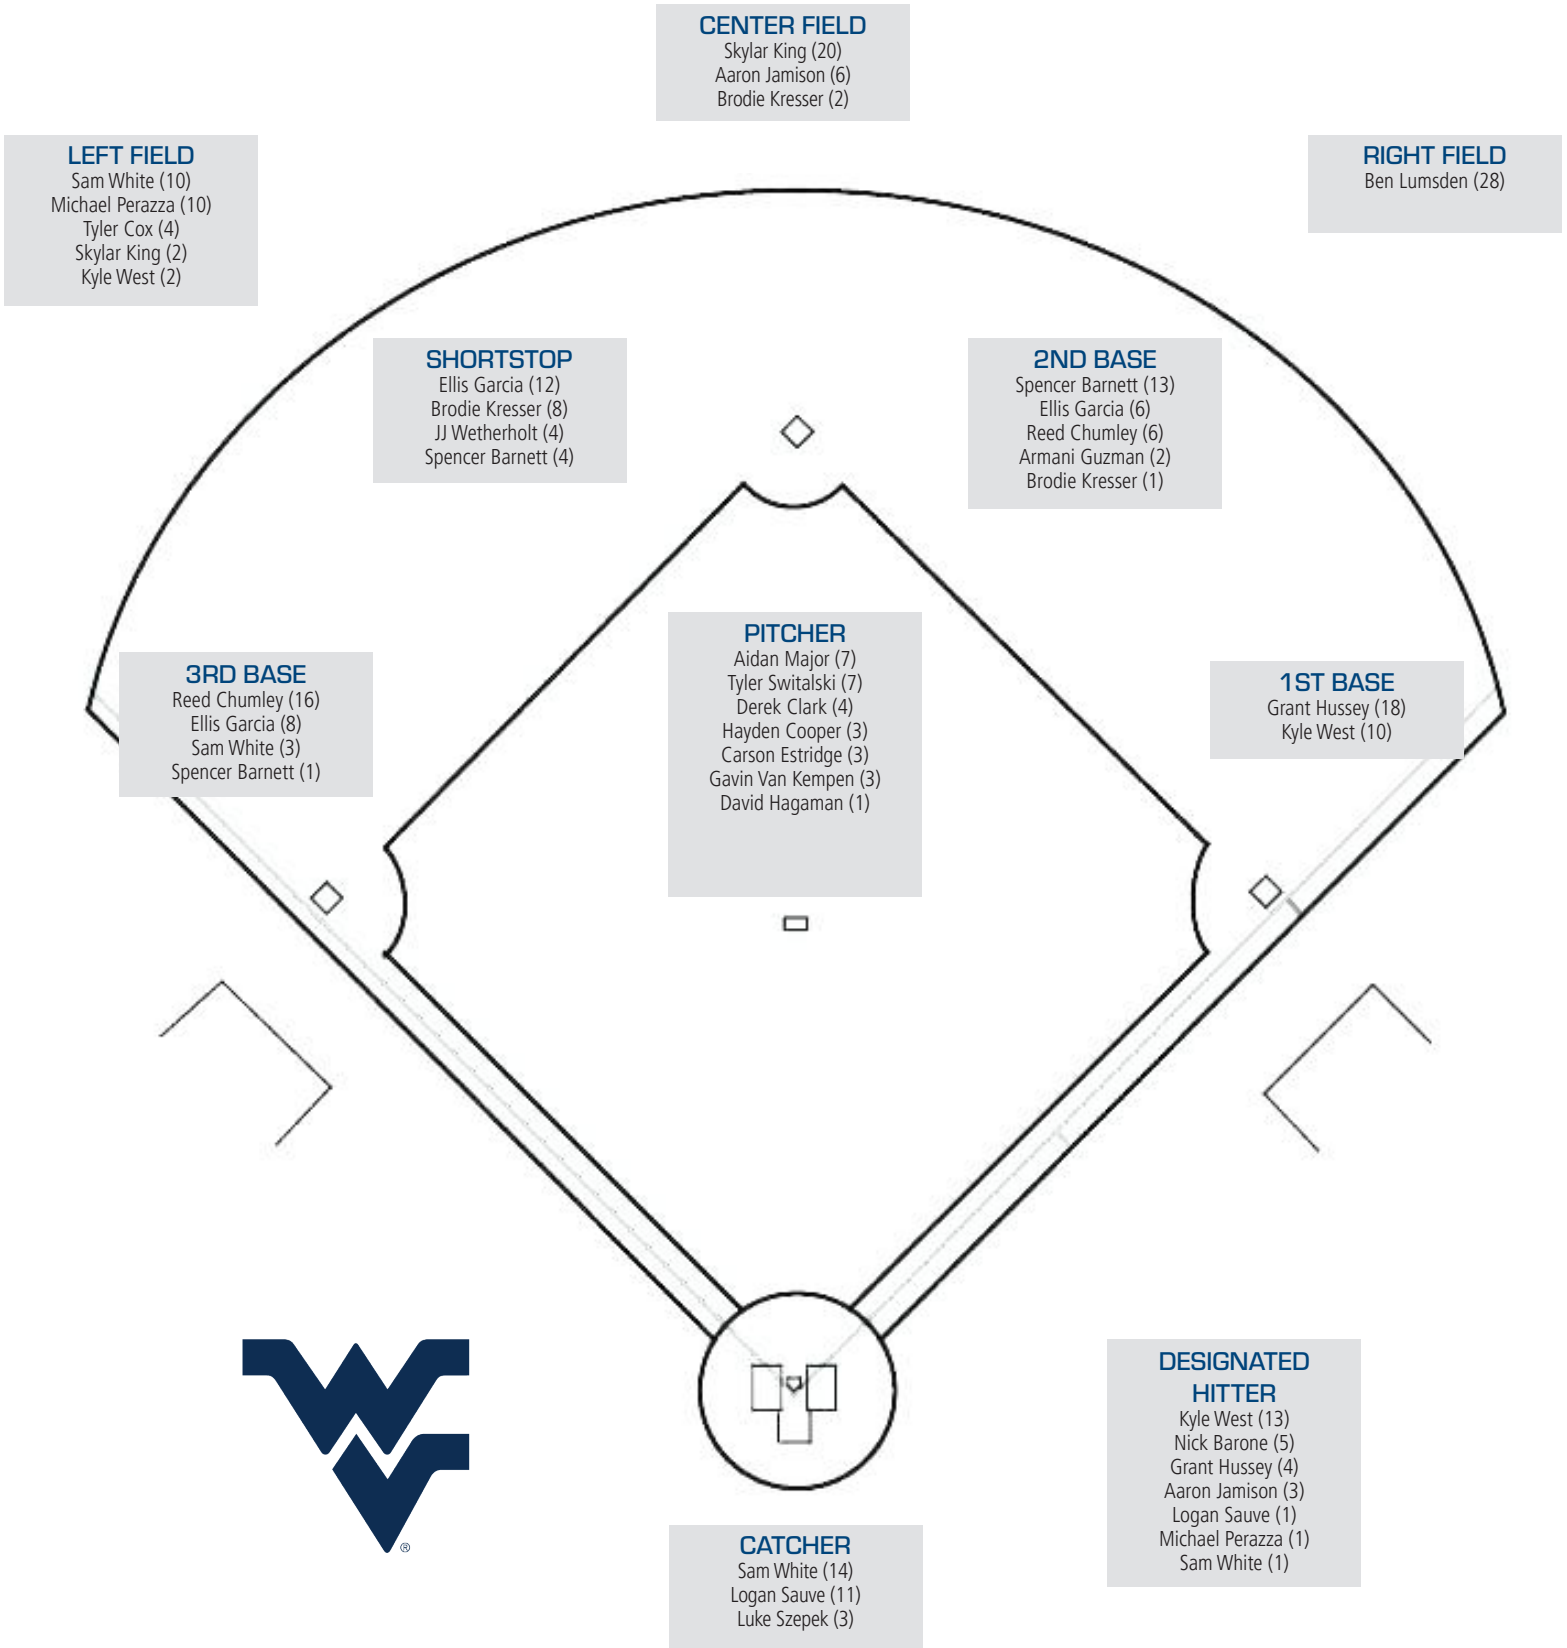 CENTER FIELD
Skylar King (20)
Aaron Jamison (6)
Brodie Kresser (2)
LEFT FIELD
Sam White (10)
Michael Perazza (10)
Tyler Cox (4)
Skylar King (2)
Kyle West (2)
RIGHT FIELD
Ben Lumsden (28)
SHORTSTOP
Ellis Garcia (12)
Brodie Kresser (8)
JJ Wetherholt (4)
Spencer Barnett (4)
2ND BASE
Spencer Barnett (13)
Ellis Garcia (6)
Reed Chumley (6)
Armani Guzman (2)
Brodie Kresser (1)
3RD BASE
Reed Chumley (16)
Ellis Garcia (8)
Sam White (3)
Spencer Barnett (1)
PITCHER
Aidan Major (7)
Tyler Switalski (7)
Derek Clark (4)
Hayden Cooper (3)
Carson Estridge (3)
Gavin Van Kempen (3)
David Hagaman (1)
1ST BASE
Grant Hussey (18)
Kyle West (10)
WV®
DESIGNATED
HITTER
Kyle West (13)
Nick Barone (5)
Grant Hussey (4)
Aaron Jamison (3)
Logan Sauve (1)
Michael Perazza (1)
Sam White (1)
CATCHER
Sam White (14)
Logan Sauve (11)
Luke Szepek (3)